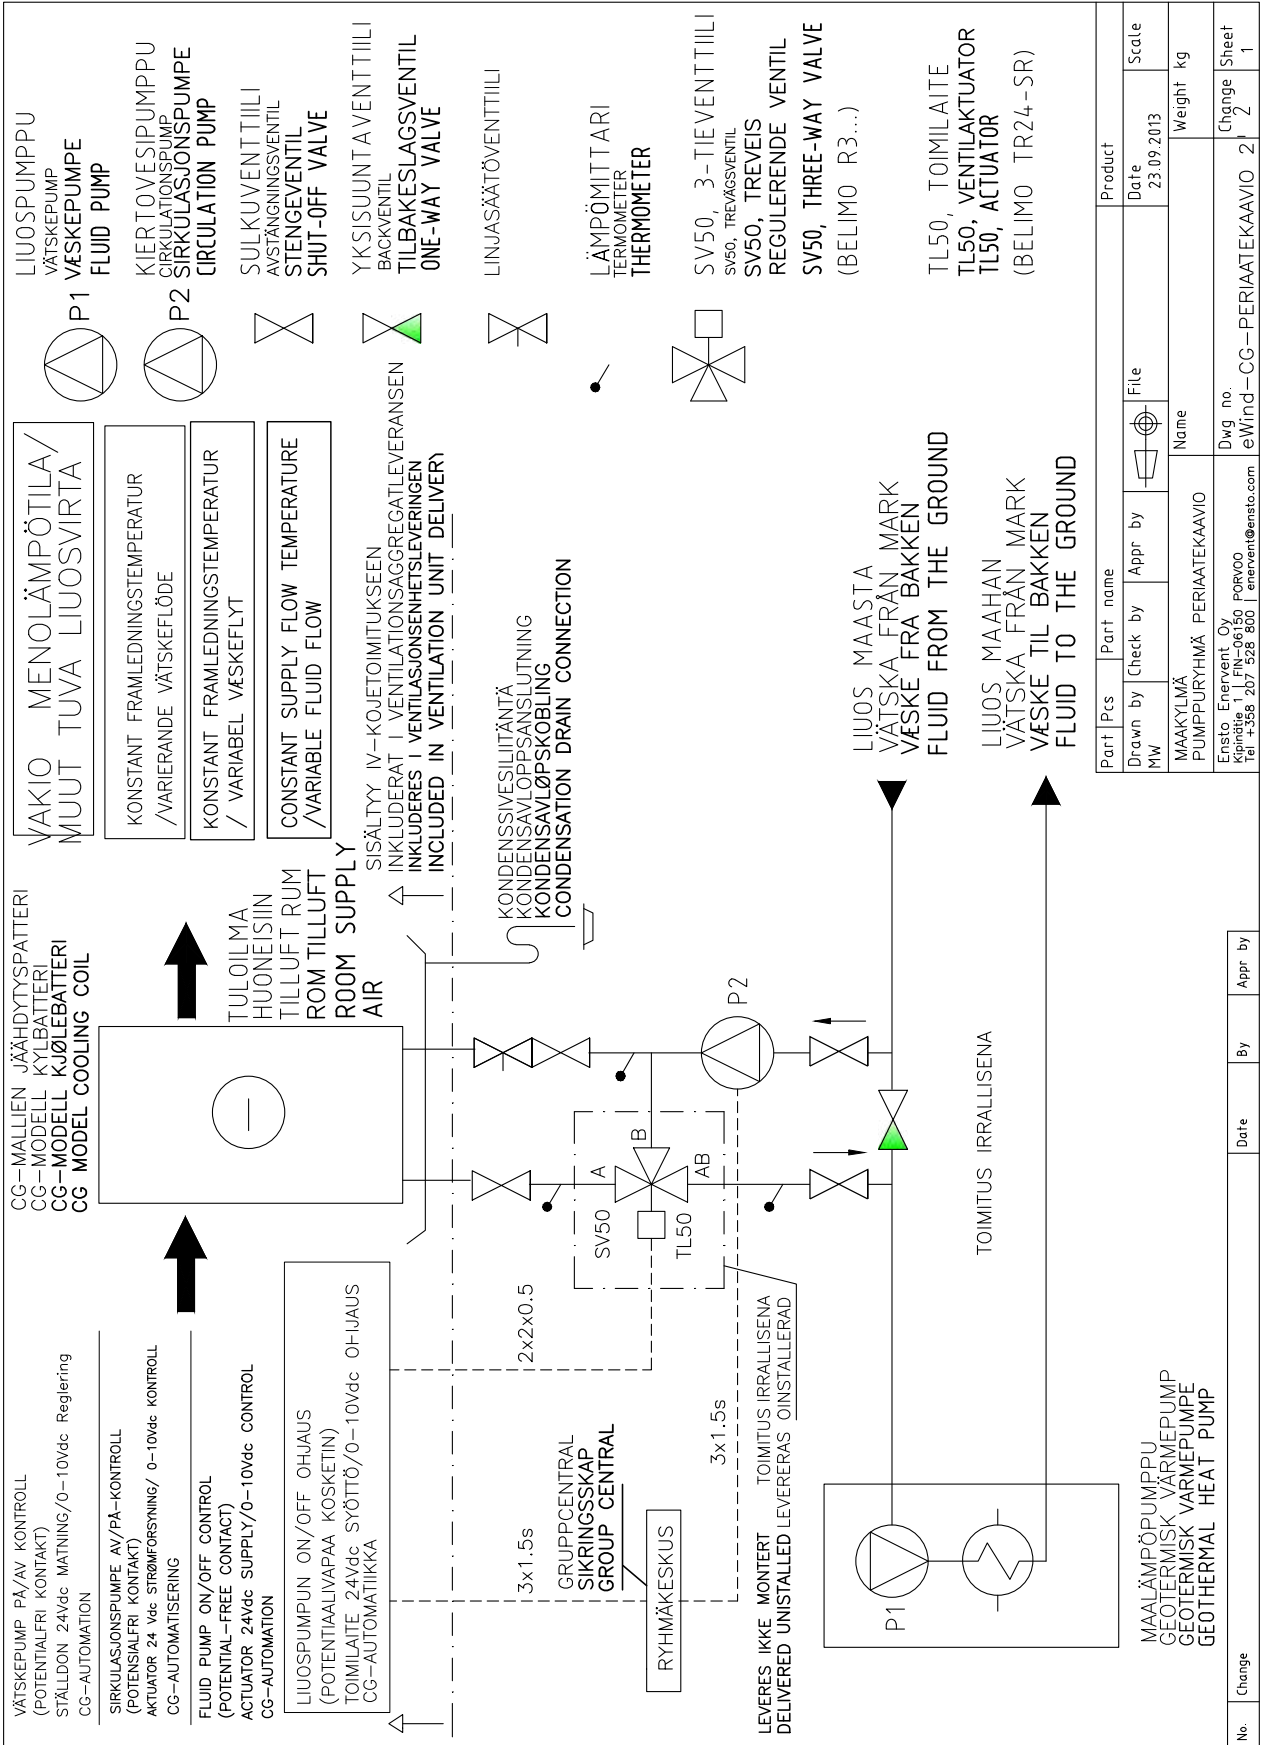 VÄTSKEPUMP PÅ/AV KONTROLL
(POTENTIALFRI KONTAKT)
STÄLLDON 24Vdc MATNING/0-10Vdc Reglering
CG-AUTOMATION
SIRKULASJONSPUMPE AV/PÅ-KONTROLL
(POTENSIALFRI KONTAKT)
AKTUATOR 24 Vdc STRØMFORSYNING/ 0-10Vdc KONTROLL
CG-AUTOMATISERING
FLUID PUMP ON/OFF CONTROL
(POTENTIAL-FREE CONTACT)
ACTUATOR 24Vdc SUPPLY/0-10Vdc CONTROL
CG-AUTOMATION
LIUOSPUMPUN ON/OFF OHJAUS
(POTENTIAALIVAPAA KOSKETIN)
TOIMILAITE 24Vdc SYÖTTÖ/0-10Vdc OHJAUS
CG-AUTOMATIIKKA
CG-MALLIEN JÄÄHDYTYSPATTERI
CG-MODELL KYLBATTERI
CG-MODELL KJØLEBATTERI
CG MODEL COOLING COIL
TULOILMA
HUONEISIIN
TILLUFT RUM
ROM TILLUFT
ROOM SUPPLY
AIR
VAKIO MENOLÄMPÖTILA/
MUUT TUVA LIUOSVIRTA
KONSTANT FRAMLEDNINGSTEMPERATUR
/VARIERANDE VÄTSKEFLÖDE
KONSTANT FRAMLEDNINGSTEMPERATUR
/ VARIABEL VÆSKEFLYT
CONSTANT SUPPLY FLOW TEMPERATURE
/VARIABLE FLUID FLOW
SISÄLTYY IV-KOJETOIMITUKSEEN
INKLUDERAT I VENTILATIONSAGGREGATLEVERANSEN
INKLUDERES I VENTILASJONSENHETSLEVERINGEN
INCLUDED IN VENTILATION UNIT DELIVERY
KONDENSSIVESILIITÄNTÄ
KONDENSAVLOPPSANSLUTNING
KONDENSAVLØPSKOBLING
CONDENSATION DRAIN CONNECTION
P1
LIUOSPUMPPU
VÄTSKEPUMP
VÆSKEPUMPE
FLUID PUMP
P2
KIERTOVESIPUMPPU
CIRKULATIONSPUMP
SIRKULASJONSPUMPE
CIRCULATION PUMP
SULKUVENTTIILI
AVSTÄNGNINGSVENTIL
STENGEVENTIL
SHUT-OFF VALVE
YKSISUUNTAVENTTIILI
BACKVENTIL
TILBAKESLAGSVENTIL
ONE-WAY VALVE
LINJASÄÄTÖVENTTIILI
LÄMPÖMITTARI
TERMOMETER
THERMOMETER
SV50, 3-TIEVENTTIILI
SV50, TREVÄGSVENTIL
SV50, TREVEIS
REGULERENDE VENTIL
SV50, THREE-WAY VALVE
(BELIMO R3...)
TL50, TOIMILAITE
TL50, VENTILAKTUATOR
TL50, ACTUATOR
(BELIMO TR24-SR)
3x1.5s
2x2x0.5
GRUPPCENTRAL
SIKRINGSSKAP
GROUP CENTRAL
RYHMÄKESKUS
3x1.5s
SV50
TL50
A
B
AB
P2
LEVERES IKKE MONTERT
TOIMITUS IRRALLISENA
DELIVERED UNISTALLED LEVERERAS OINSTALLERAD
TOIMITUS IRRALLISENA
P1
MAALÄMPÖPUMPPU
GEOTERMISK VÄRMEPUMP
GEOTERMISK VARMEPUMPE
GEOTHERMAL HEAT PUMP
LIUOS MAASTA
VÄTSKA FRÅN MARK
VÆSKE FRA BAKKEN
FLUID FROM THE GROUND
LIUOS MAAHAN
VÄTSKA FRÅN MARK
VÆSKE TIL BAKKEN
FLUID TO THE GROUND
No.
Change
Date
By
Appr by
Part
Pcs
Part name
Product
Drawn by
MW
Check by
Appr by
File
Date
23.09.2013
Scale
MAAKYLMÄ
PUMPPURYHMÄ PERIAATEKAAVIO
Name
Weight kg
Ensto Enervent Oy
Kipinätie 1 | FIN-06150 PORVOO
Tel +358 207 528 800 | enervent@ensto.com
Dwg no.
eWind-CG-PERIAATEKAAVIO 2
Change
2
Sheet
1